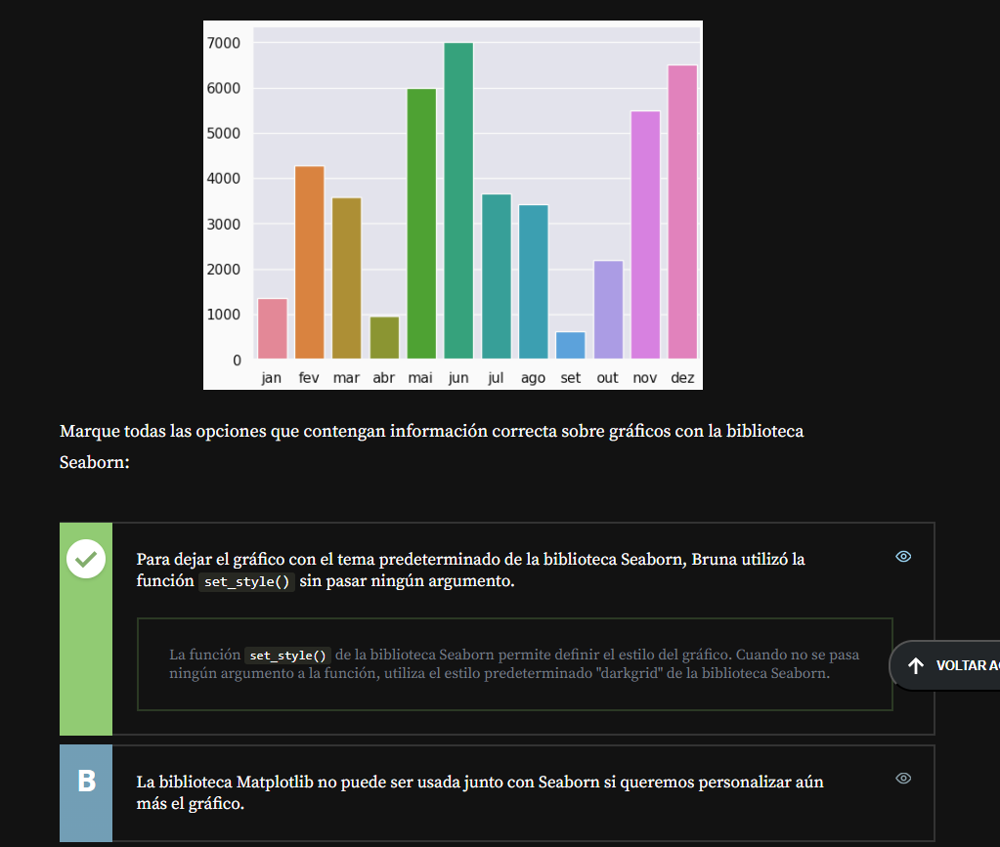 7000
6000
5000
4000
3000
2000
1000
0
jan fev mar abr mai jun jul ago set out nov dez
Marque todas las opciones que contengan información correcta sobre gráficos con la biblioteca
Seaborn:
Para dejar el gráfico con el tema predeterminado de la biblioteca Seaborn, Bruna utilizó la
función set_style() sin pasar ningún argumento.
La función set_style() de la biblioteca Seaborn permite definir el estilo del gráfico. Cuando no se pasa
ningún argumento a la función, utiliza el estilo predeterminado "darkgrid" de la biblioteca Seaborn.
VOLTAR
B
La biblioteca Matplotlib no puede ser usada junto con Seaborn si queremos personalizar aún
más el gráfico.